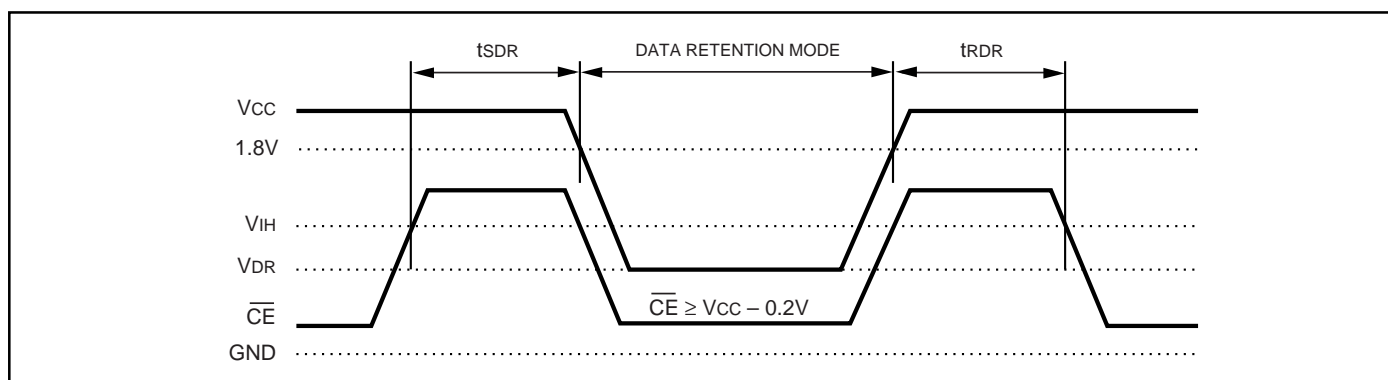 tSDR DATA RETENTION MODE tRDR
VCC
1.8V
VIH
VDR
CE ≥ VCC – 0.2V
CE
GND